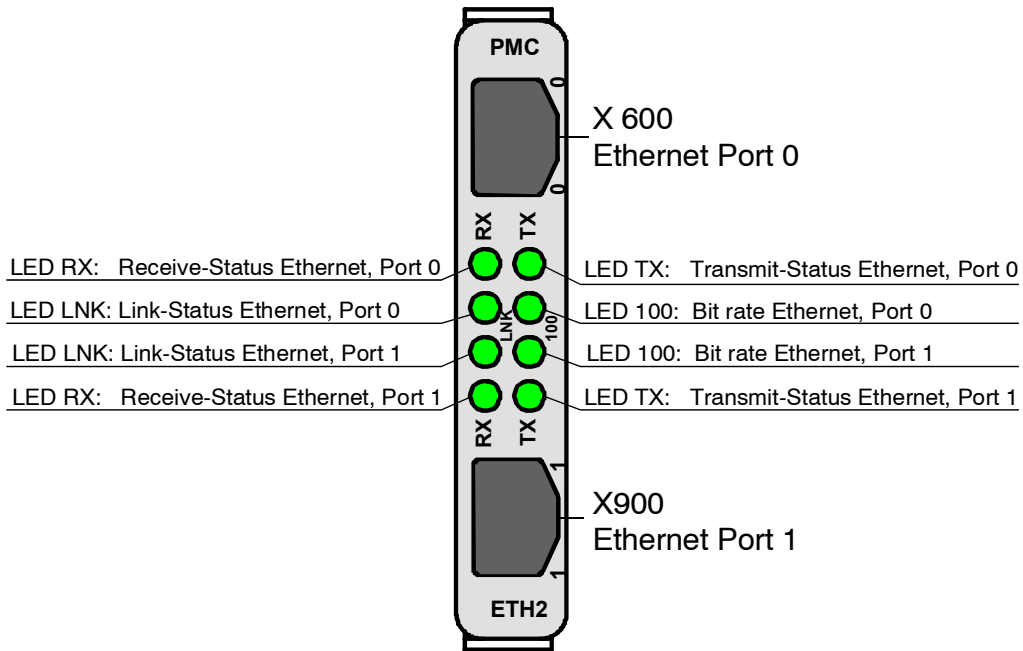 PMC
0
X 600
Ethernet Port 0
0
RX TX
LED RX: Receive-Status Ethernet, Port 0
LED TX: Transmit-Status Ethernet, Port 0
LED LNK: Link-Status Ethernet, Port 0
LED 100: Bit rate Ethernet, Port 0
LNK 100
LED LNK: Link-Status Ethernet, Port 1
LED 100: Bit rate Ethernet, Port 1
LED RX: Receive-Status Ethernet, Port 1
LED TX: Transmit-Status Ethernet, Port 1
RX TX
1
X900
Ethernet Port 1
1
ETH2